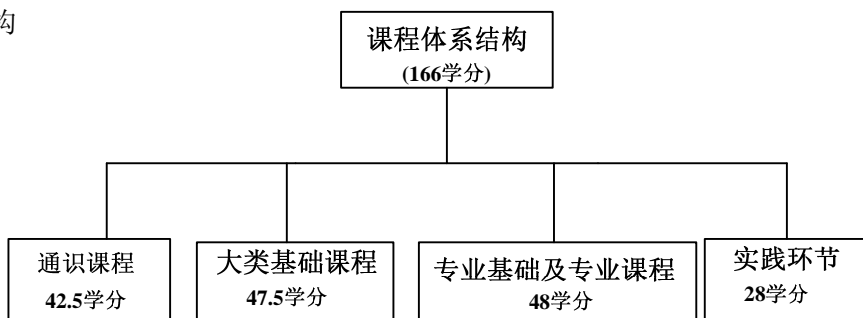 构
课程体系结构
(166学分)
通识课程
42.5学分
大类基础课程
47.5学分
专业基础及专业课程
48学分
实践环节
28学分